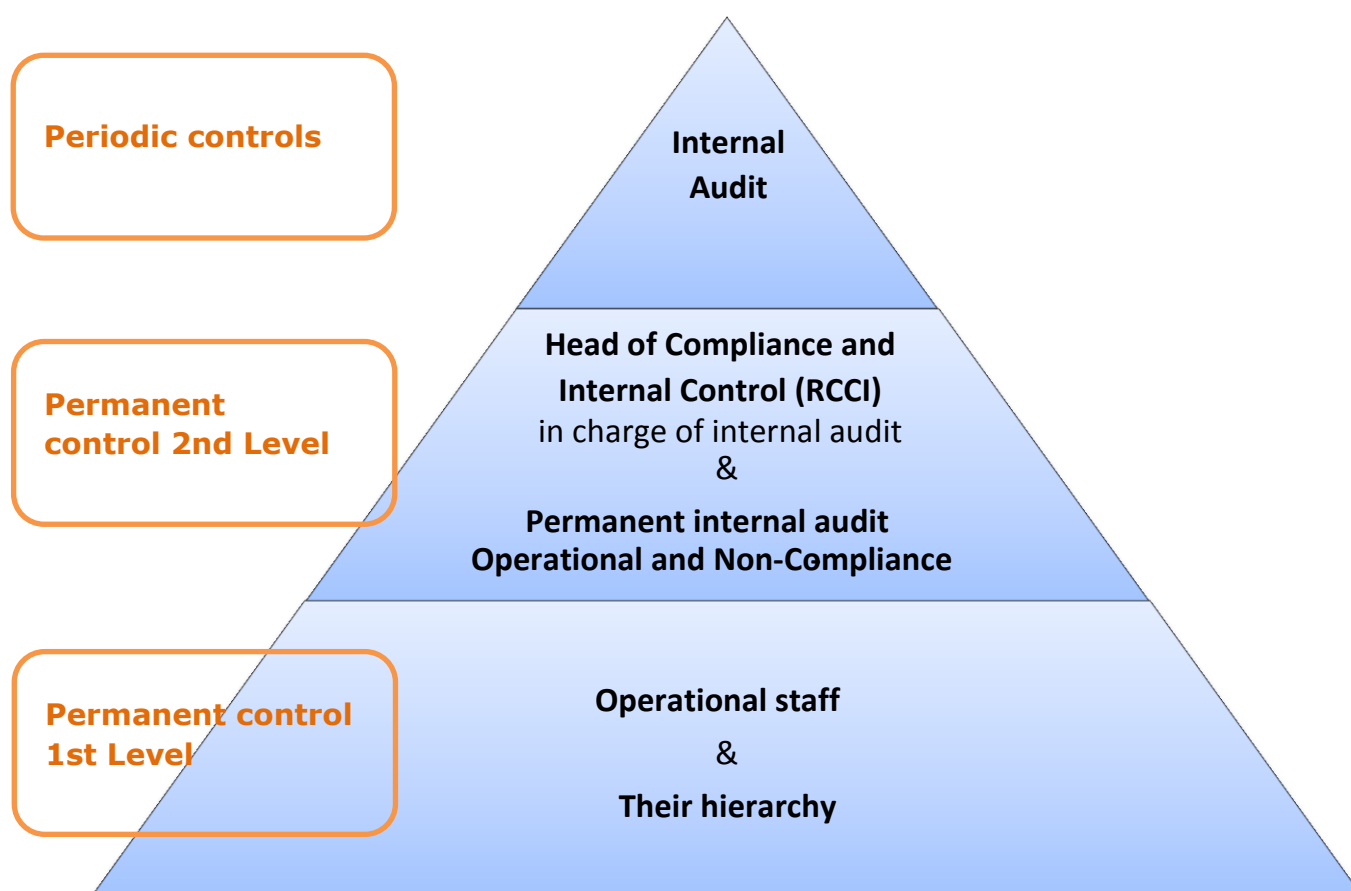 Periodic controls
Internal
Audit
Permanent
control 2nd Level
Head of Compliance and
Internal Control (RCCI)
in charge of internal audit
&
Permanent internal audit
Operational and Non-Compliance
Permanent control
1st Level
Operational staff
&
Their hierarchy